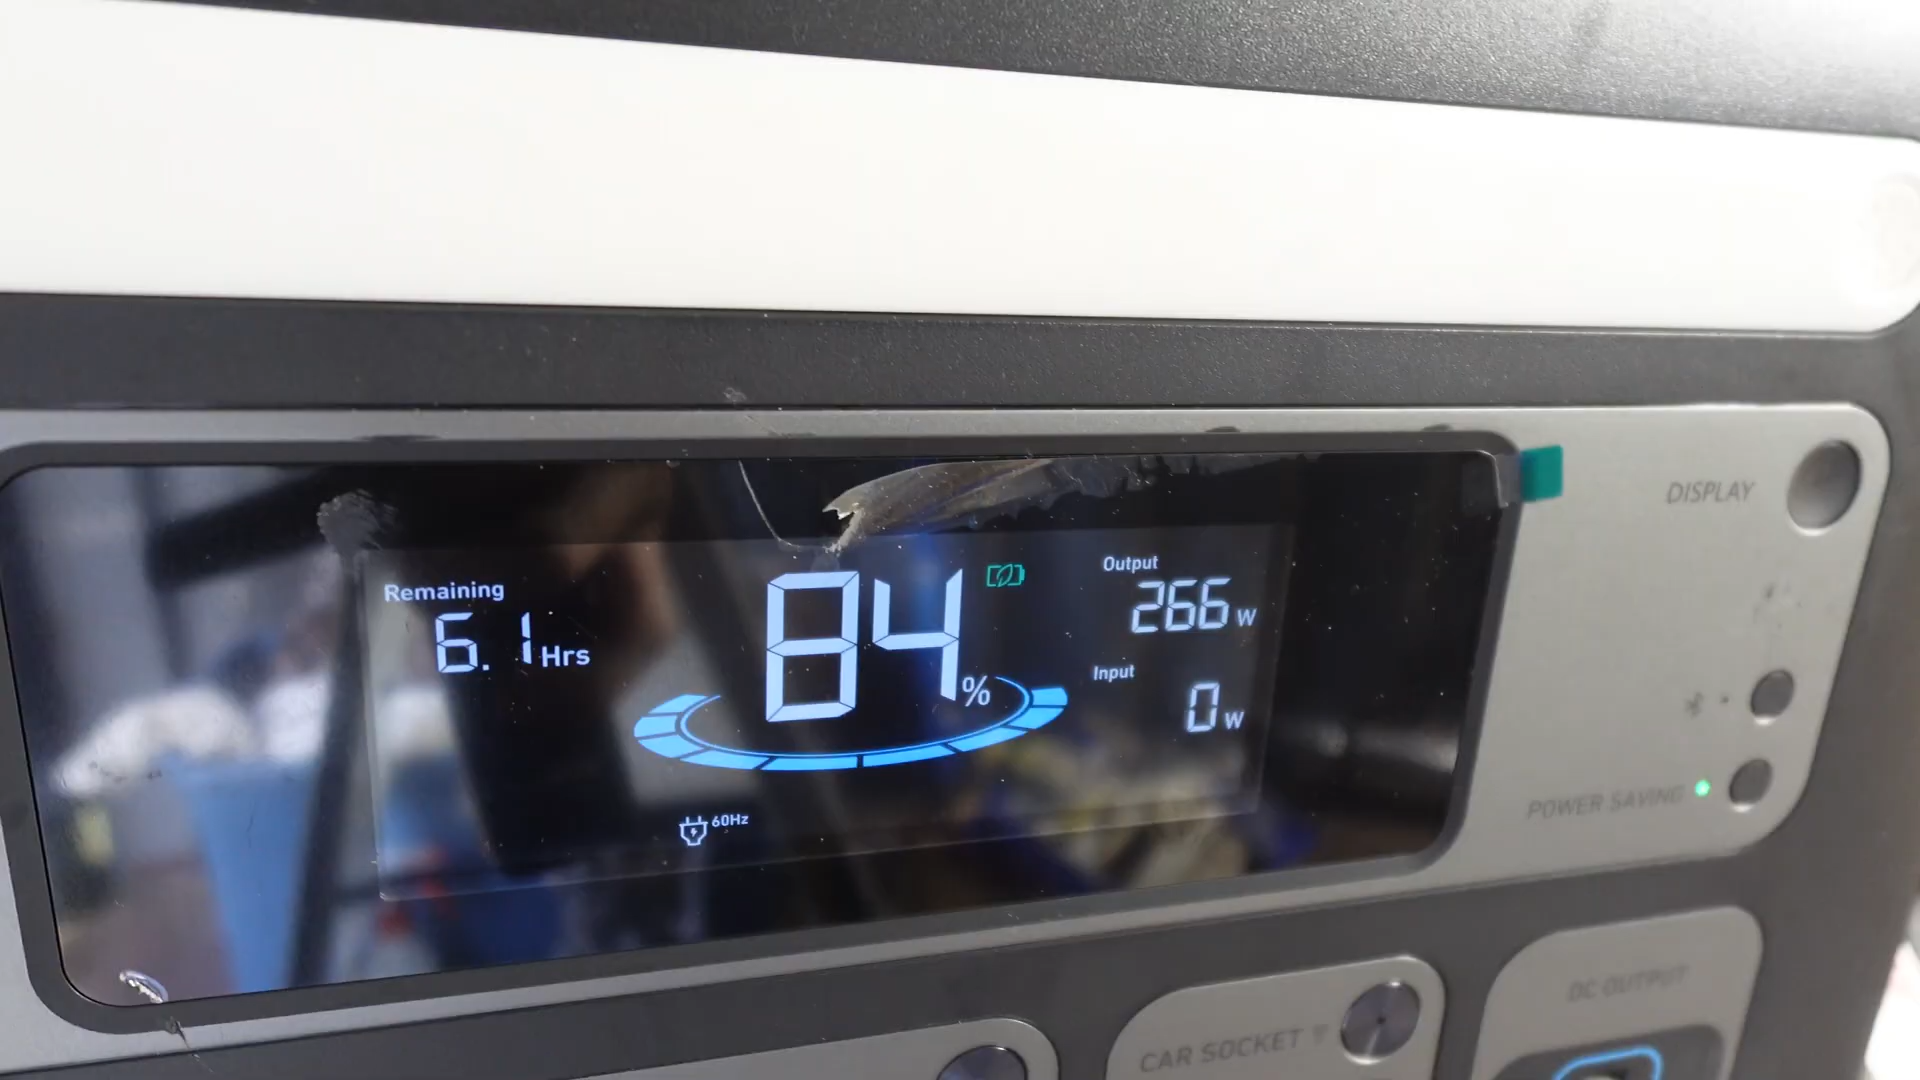 DISPLAY
Remaining
6.1 Hrs
84%
Output
266 W
Input
0 W
60Hz
POWER SAVING
CAR SOCKET
DC OUTPUT